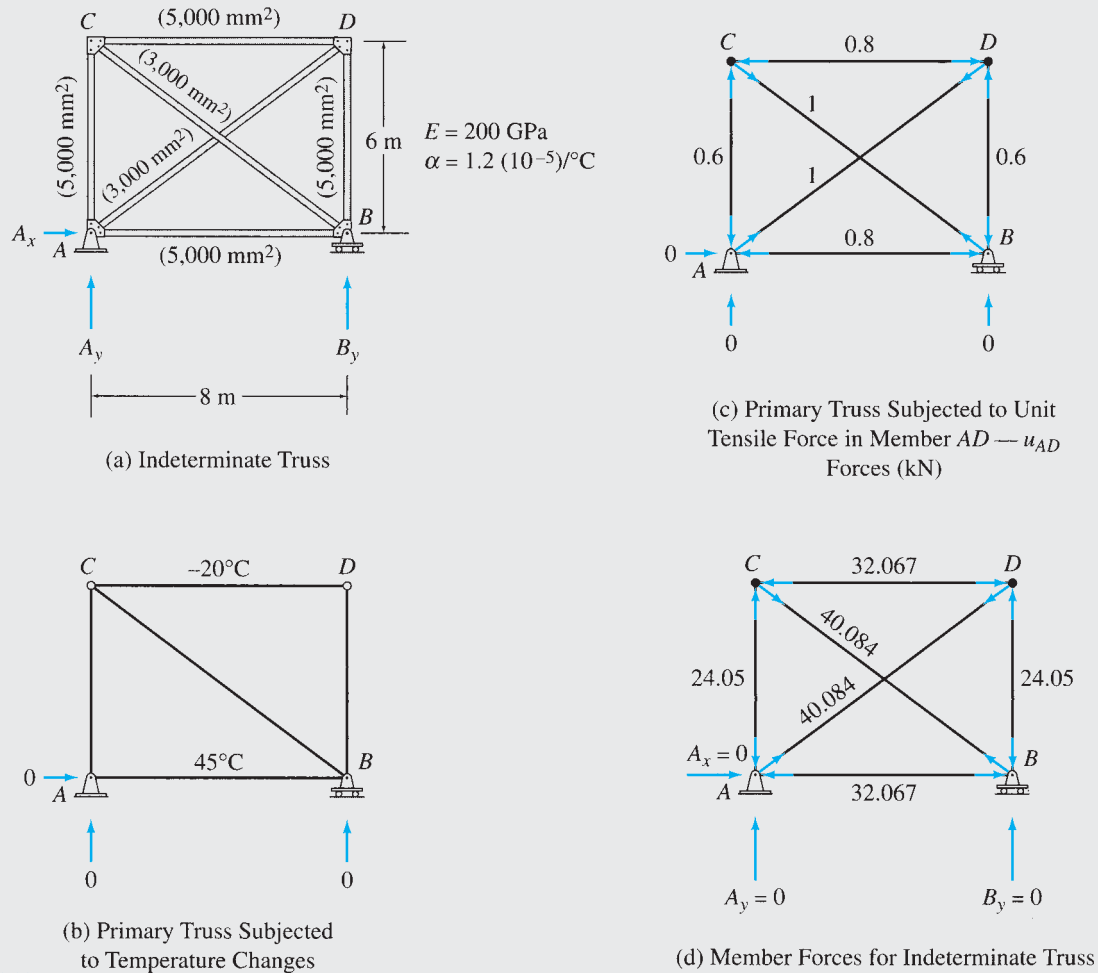 (5,000 mm²)
C
D
(3,000 mm²)
(5,000 mm²)
(5,000 mm²)
6 m
E = 200 GPa
α = 1.2 (10⁻⁵)/°C
(3,000 mm²)
Aₓ
A
B
(5,000 mm²)
A_y
B_y
8 m
(a) Indeterminate Truss
C
D
0.8
1
0.6
0.6
1
0.8
0
A
B
0
0
(c) Primary Truss Subjected to Unit
Tensile Force in Member AD — u_AD
Forces (kN)
C
D
–20°C
45°C
0
A
B
0
0
(b) Primary Truss Subjected
to Temperature Changes
C
D
32.067
40.084
24.05
24.05
40.084
Aₓ = 0
A
B
32.067
A_y = 0
B_y = 0
(d) Member Forces for Indeterminate Truss